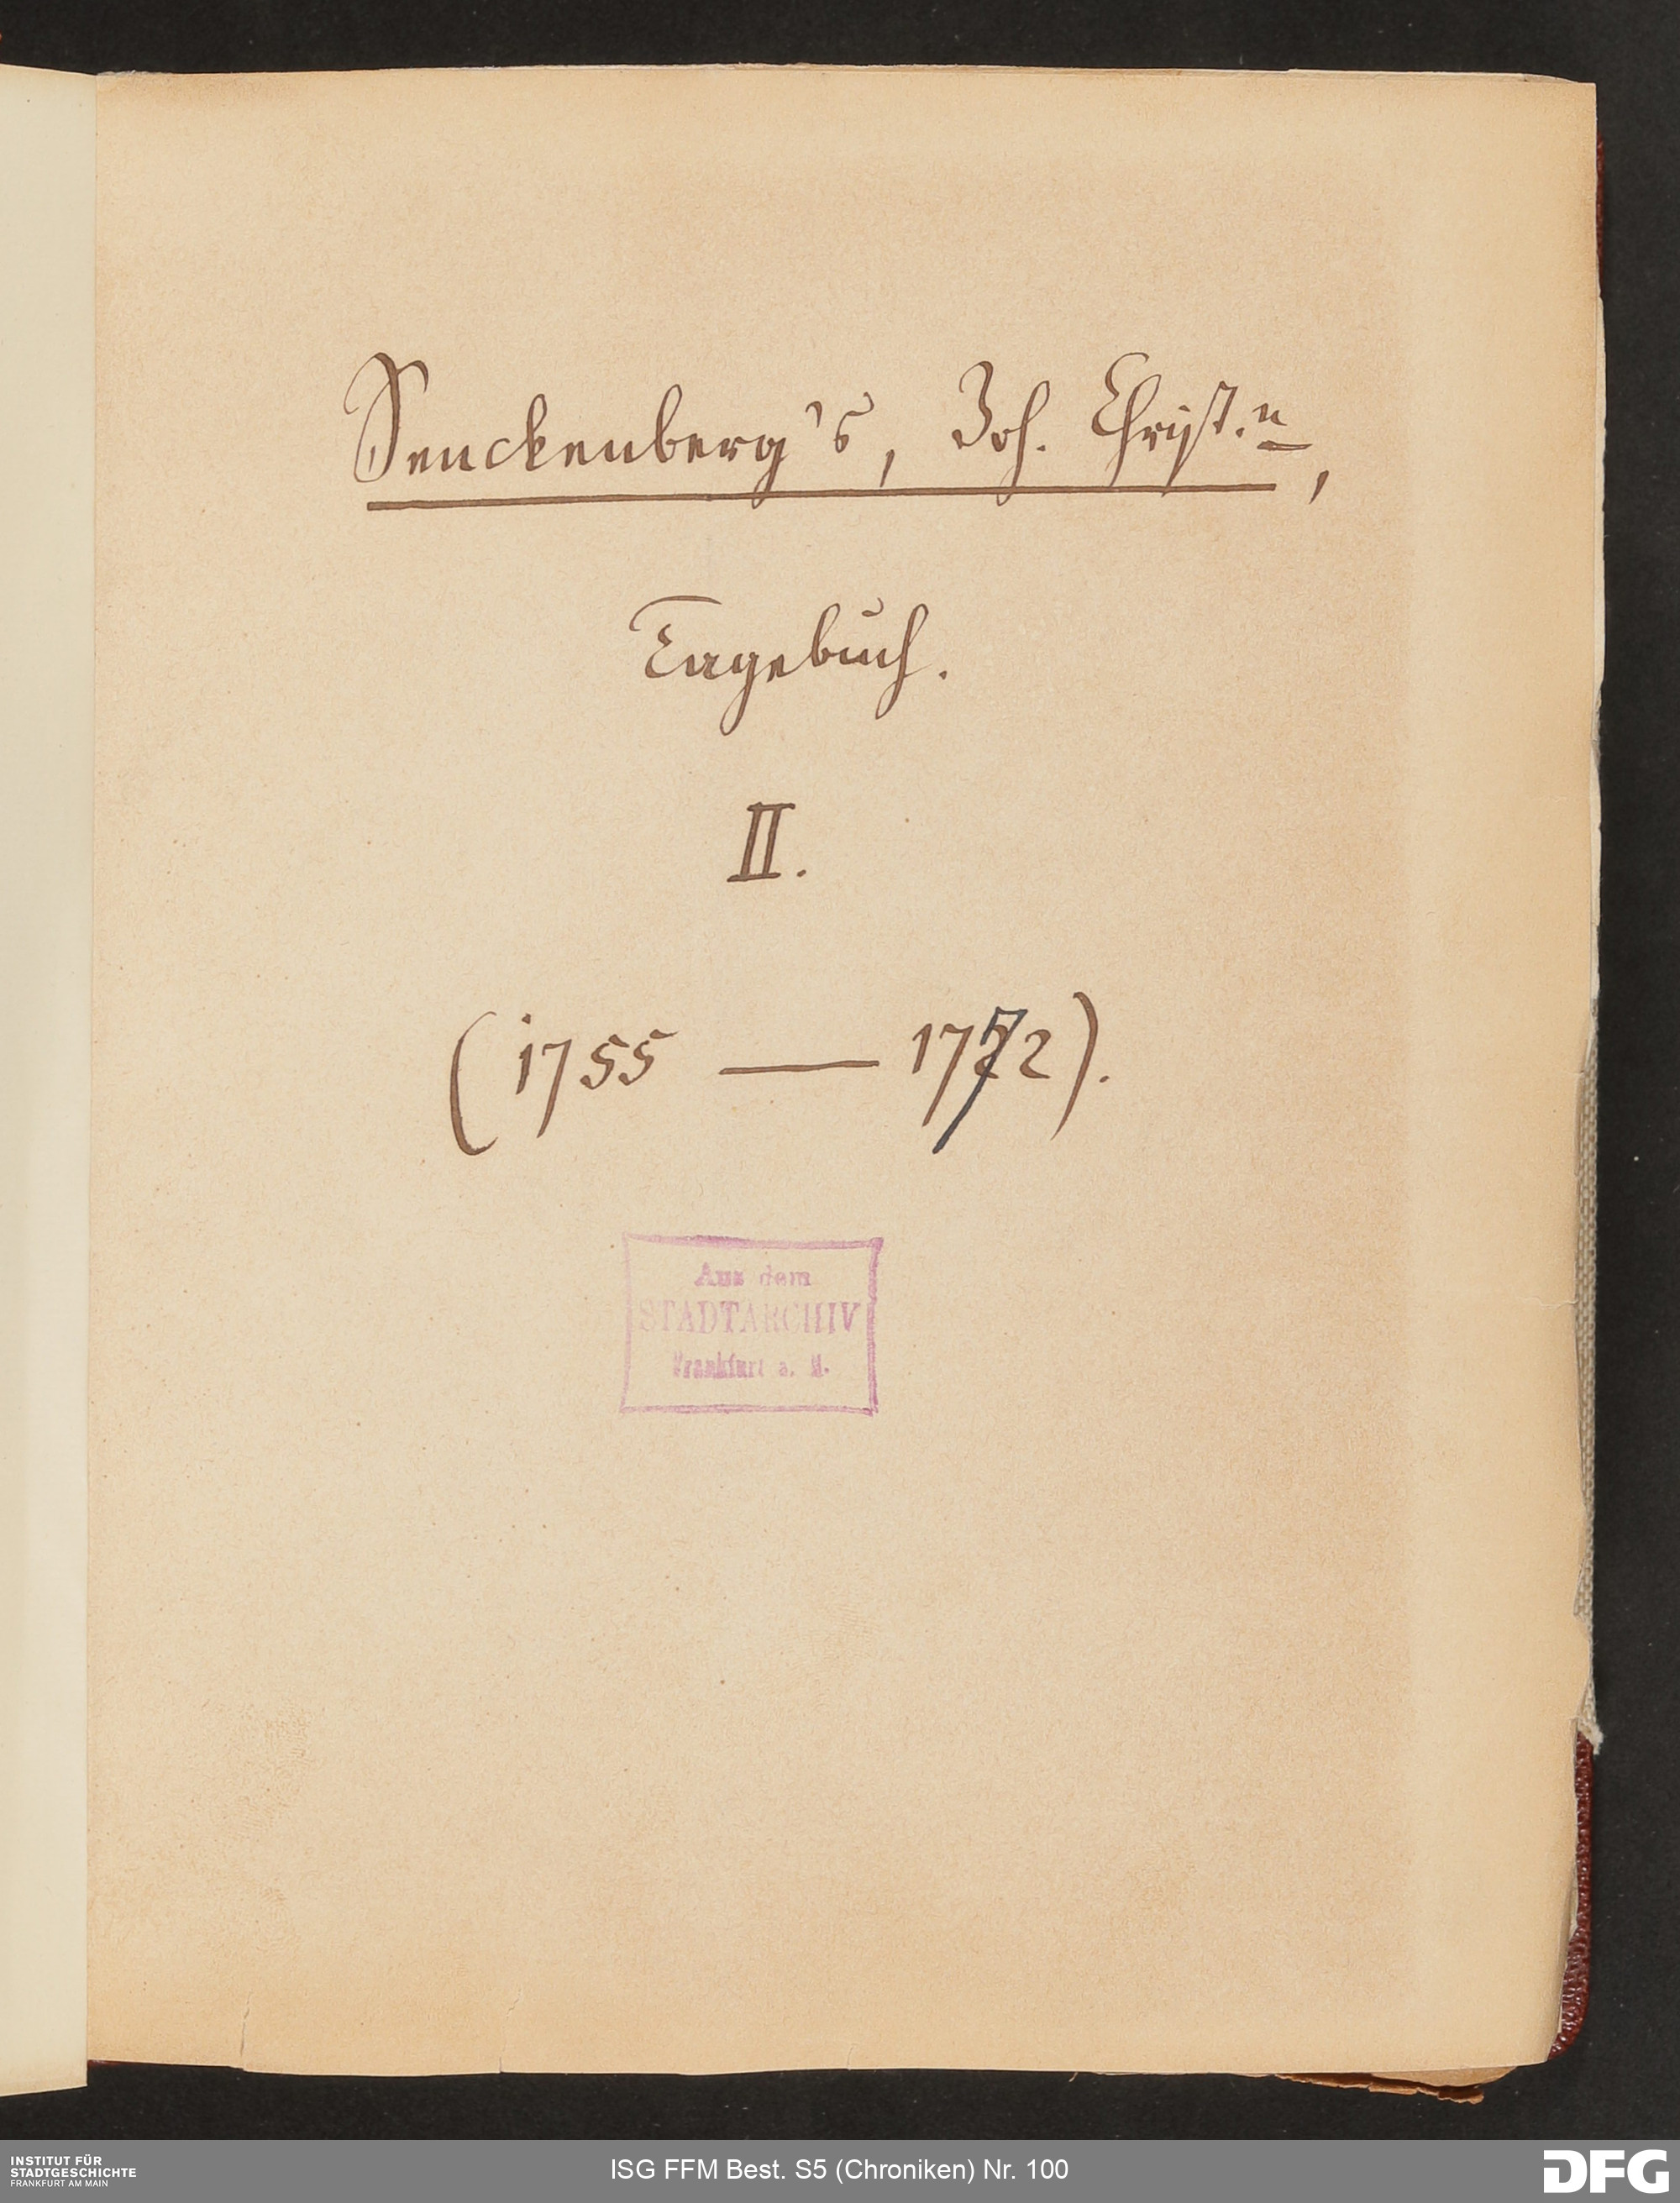 Senckenberg's, Joh. Christ.n,
Tagebuch.
II.
(1755 — 1772).
Aus dem
STADTARCHIV
Frankfurt a. M.
INSTITUT FÜR
STADTGESCHICHTE
FRANKFURT AM MAIN
ISG FFM Best. S5 (Chroniken) Nr. 100
DFG